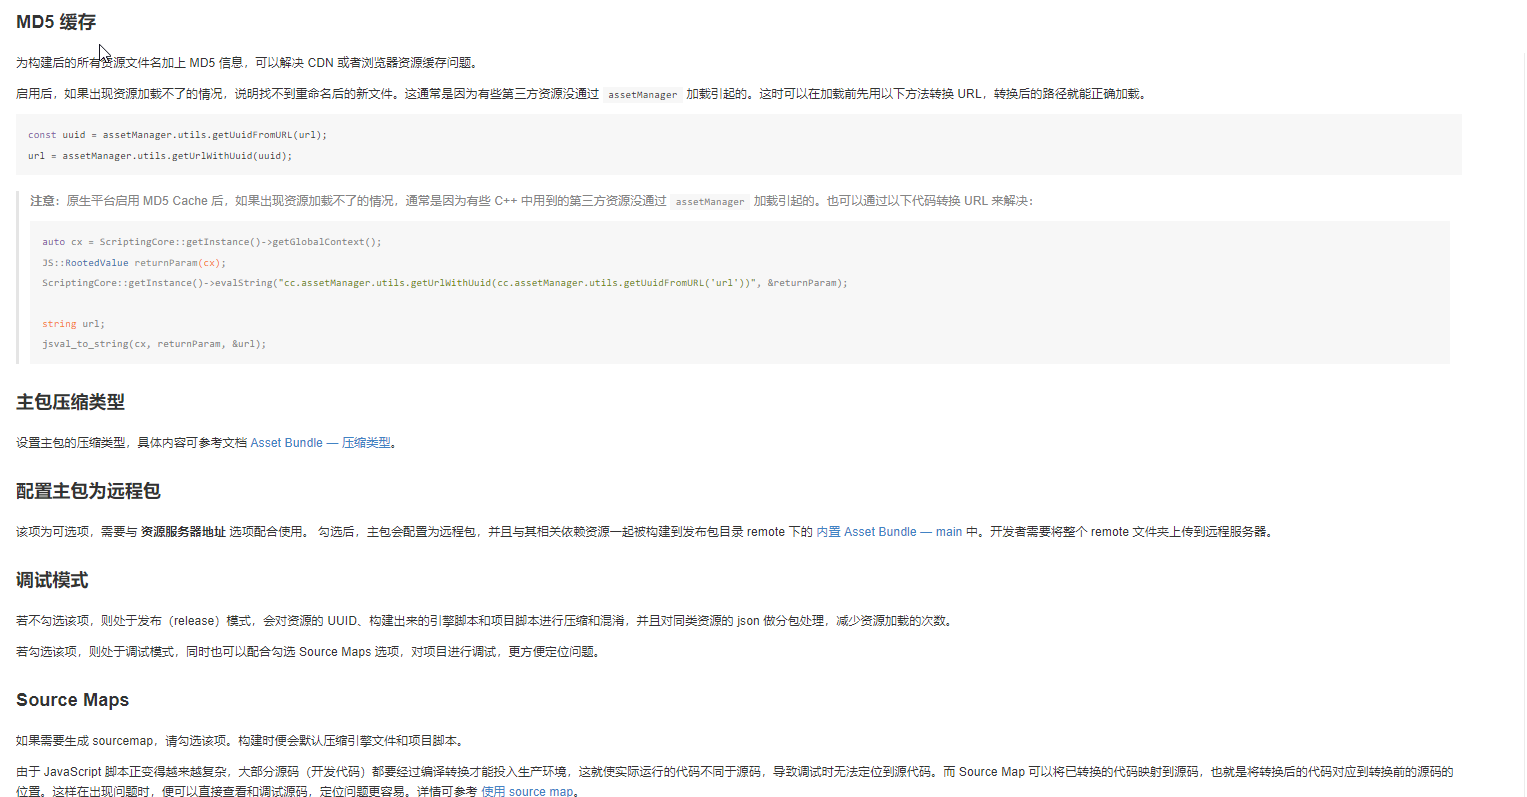 MD5 缓存
为构建后的所有资源文件名加上 MD5 信息，可以解决 CDN 或者浏览器资源缓存问题。
启用后，如果出现资源加载不了的情况，说明找不到重命名后的新文件。这通常是因为有些第三方资源没通过 assetManager 加载引起的。这时可以在加载前先用以下方法转换 URL，转换后的路径就能正确加载。
const uuid = assetManager.utils.getUuidFromURL(url);
url = assetManager.utils.getUrlWithUuid(uuid);
注意：原生平台启用 MD5 Cache 后，如果出现资源加载不了的情况，通常是因为有些 C++ 中用到的第三方资源没通过 assetManager 加载引起的。也可以通过以下代码转换 URL 来解决：
auto cx = ScriptingCore::getInstance()->getGlobalContext();
JS::RootedValue returnParam(cx);
ScriptingCore::getInstance()->evalString("cc.assetManager.utils.getUrlWithUuid(cc.assetManager.utils.getUuidFromURL('url'))", &returnParam);
string url;
jsval_to_string(cx, returnParam, &url);
主包压缩类型
设置主包的压缩类型，具体内容可参考文档 Asset Bundle — 压缩类型。
配置主包为远程包
该项为可选项，需要与 资源服务器地址 选项配合使用。 勾选后，主包会配置为远程包，并且与其相关依赖资源一起被构建到发布包目录 remote 下的 内置 Asset Bundle — main 中。开发者需要将整个 remote 文件夹上传到远程服务器。
调试模式
若不勾选该项，则处于发布（release）模式，会对资源的 UUID、构建出来的引擎脚本和项目脚本进行压缩和混淆，并且对同类资源的 json 做分包处理，减少资源加载的次数。
若勾选该项，则处于调试模式，同时也可以配合勾选 Source Maps 选项，对项目进行调试，更方便定位问题。
Source Maps
如果需要生成 sourcemap，请勾选该项。构建时便会默认压缩引擎文件和项目脚本。
由于 JavaScript 脚本正变得越来越复杂，大部分源码（开发代码）都要经过编译转换才能投入生产环境，这就使实际运行的代码不同于源码，导致调试时无法定位到源代码。而 Source Map 可以将已转换的代码映射到源码，也就是将转换后的代码对应到转换前的源码的
位置。这样在出现问题时，便可以直接查看和调试源码，定位问题更容易。详情可参考 使用 source map。